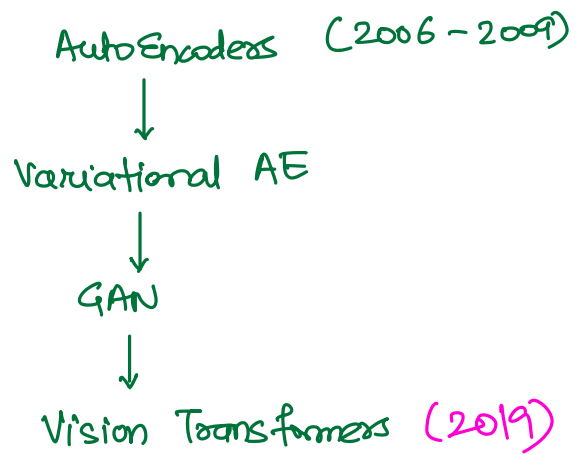 AutoEncoders (2006-2009)
Variational AE
GAN
Vision Transformers (2019)